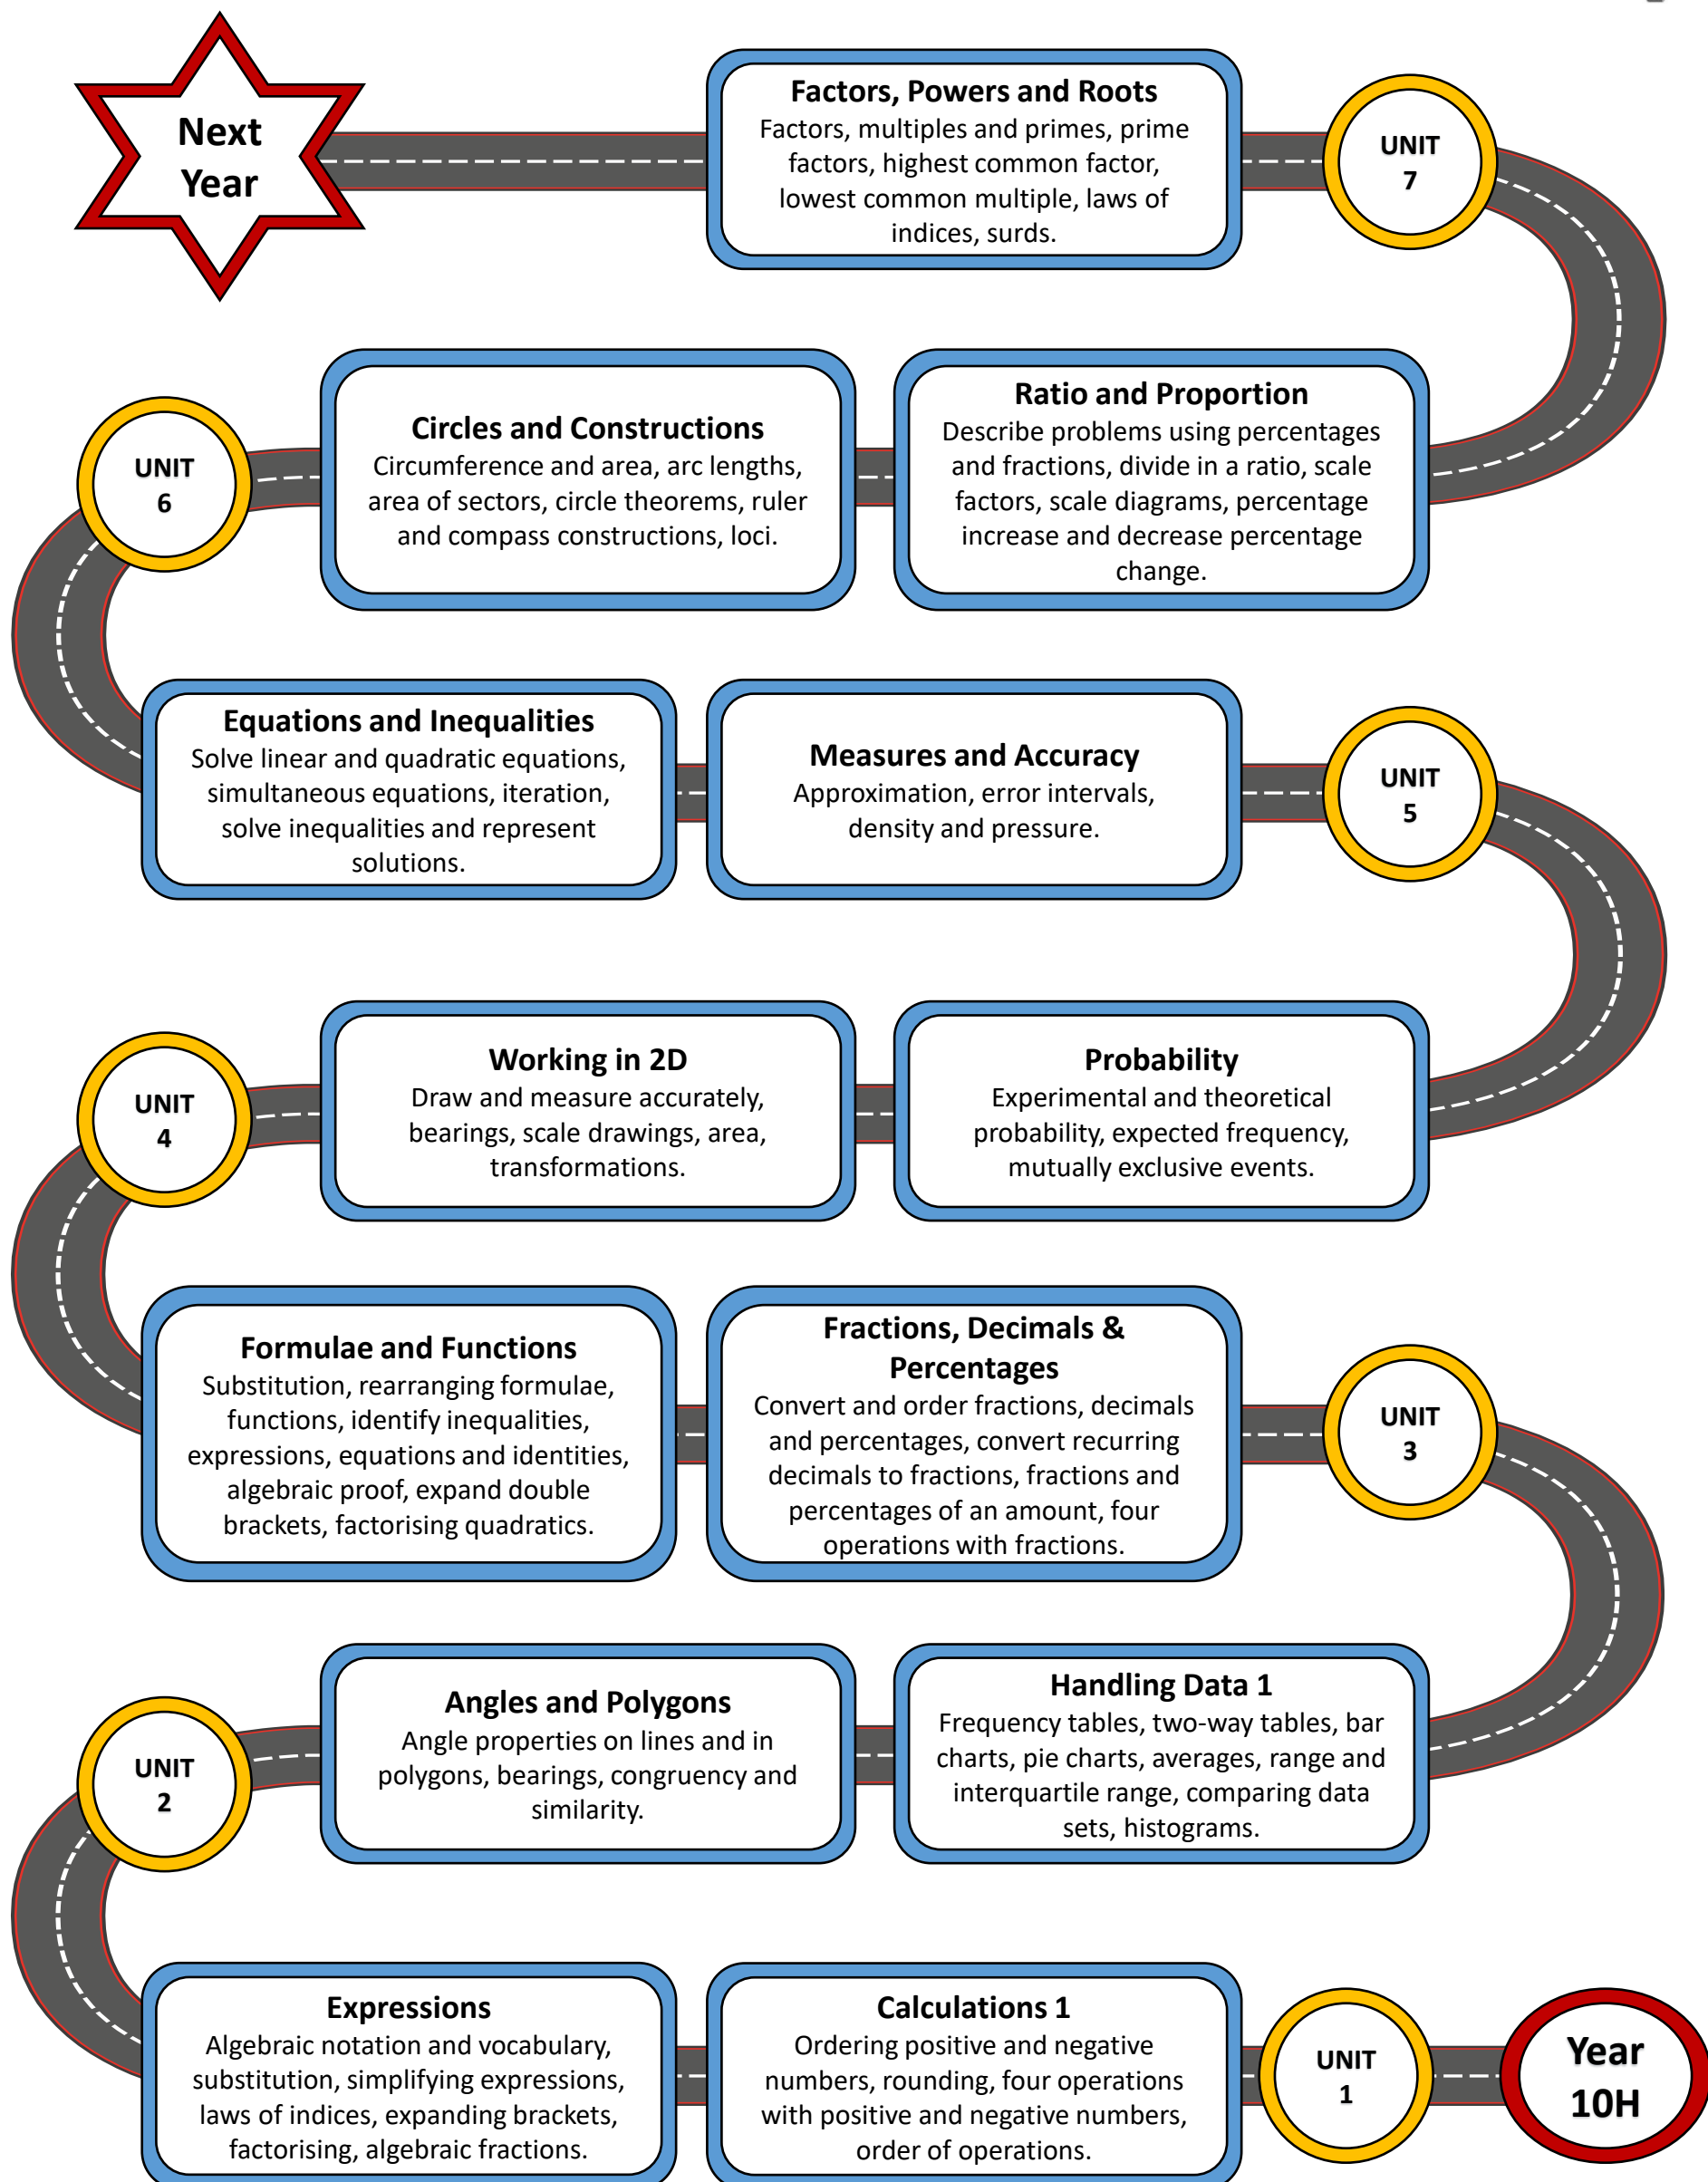 Next
Year
Factors, Powers and Roots
Factors, multiples and primes, prime
factors, highest common factor,
lowest common multiple, laws of
indices, surds.
UNIT
7
UNIT
6
Circles and Constructions
Circumference and area, arc lengths,
area of sectors, circle theorems, ruler
and compass constructions, loci.
Ratio and Proportion
Describe problems using percentages
and fractions, divide in a ratio, scale
factors, scale diagrams, percentage
increase and decrease percentage
change.
Equations and Inequalities
Solve linear and quadratic equations,
simultaneous equations, iteration,
solve inequalities and represent
solutions.
Measures and Accuracy
Approximation, error intervals,
density and pressure.
UNIT
5
UNIT
4
Working in 2D
Draw and measure accurately,
bearings, scale drawings, area,
transformations.
Probability
Experimental and theoretical
probability, expected frequency,
mutually exclusive events.
Formulae and Functions
Substitution, rearranging formulae,
functions, identify inequalities,
expressions, equations and identities,
algebraic proof, expand double
brackets, factorising quadratics.
Fractions, Decimals &
Percentages
Convert and order fractions, decimals
and percentages, convert recurring
decimals to fractions, fractions and
percentages of an amount, four
operations with fractions.
UNIT
3
UNIT
2
Angles and Polygons
Angle properties on lines and in
polygons, bearings, congruency and
similarity.
Handling Data 1
Frequency tables, two-way tables, bar
charts, pie charts, averages, range and
interquartile range, comparing data
sets, histograms.
Expressions
Algebraic notation and vocabulary,
substitution, simplifying expressions,
laws of indices, expanding brackets,
factorising, algebraic fractions.
Calculations 1
Ordering positive and negative
numbers, rounding, four operations
with positive and negative numbers,
order of operations.
UNIT
1
Year
10H